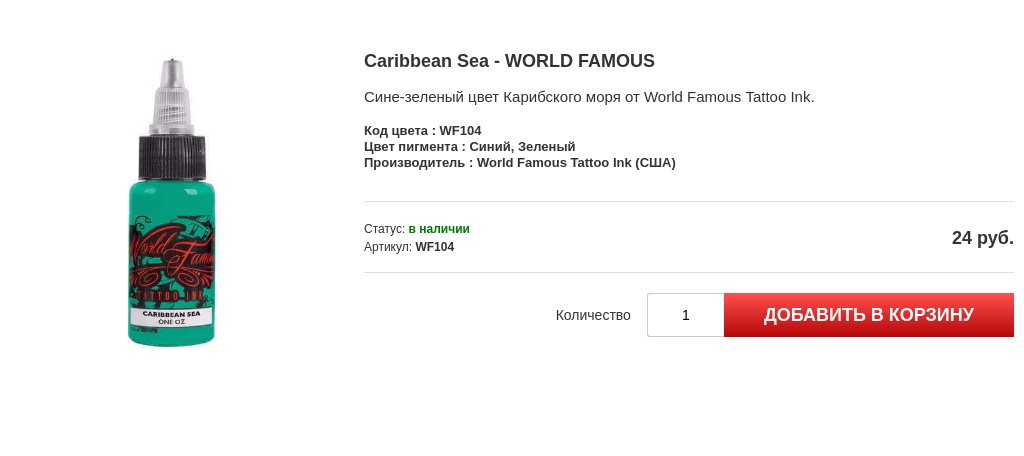 Caribbean Sea - WORLD FAMOUS
Сине-зеленый цвет Карибского моря от World Famous Tattoo Ink.
Код цвета : WF104
Цвет пигмента : Синий, Зеленый
Производитель : World Famous Tattoo Ink (США)
Статус: в наличии
Артикул: WF104
24 руб.
Количество
1
ДОБАВИТЬ В КОРЗИНУ
World
Famous
TATTOO INK
CARIBBEAN SEA
ONE OZ